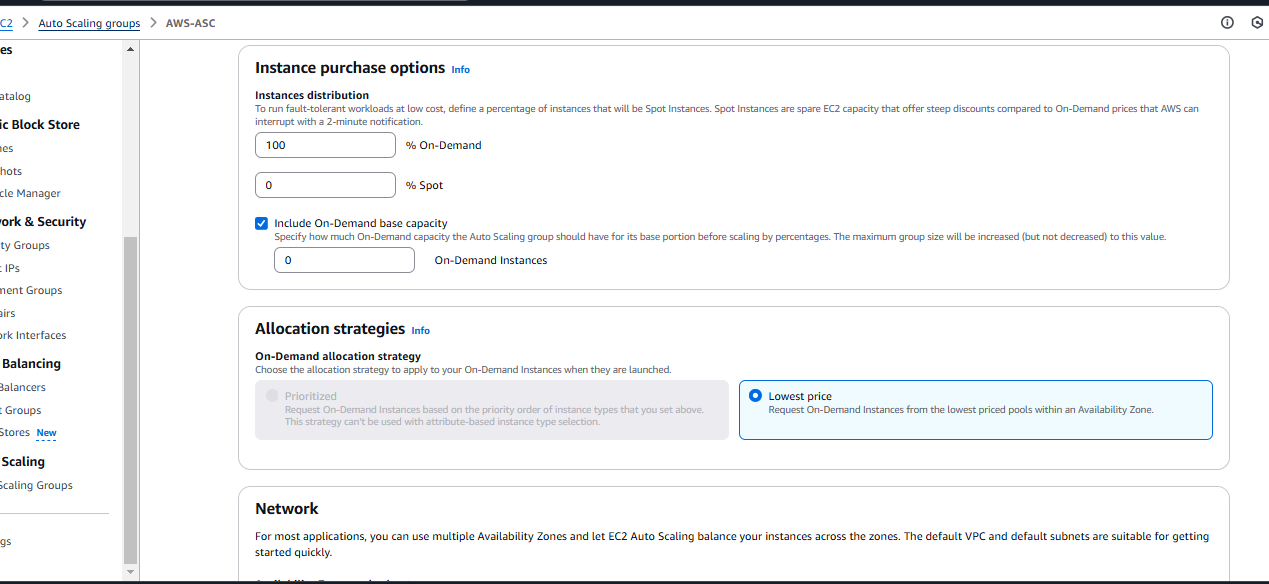 C2 > Auto Scaling groups > AWS-ASC
es
atalog
ic Block Store
nes
hots
cle Manager
ork & Security
ty Groups
IPs
ment Groups
airs
ork Interfaces
Balancing
Balancers
t Groups
Stores New
Scaling
Scaling Groups
gs
Instance purchase options Info
Instances distribution
To run fault-tolerant workloads at low cost, define a percentage of instances that will be Spot Instances. Spot Instances are spare EC2 capacity that offer steep discounts compared to On-Demand prices that AWS can
interrupt with a 2-minute notification.
100 % On-Demand
0 % Spot
Include On-Demand base capacity
Specify how much On-Demand capacity the Auto Scaling group should have for its base portion before scaling by percentages. The maximum group size will be increased (but not decreased) to this value.
0 On-Demand Instances
Allocation strategies Info
On-Demand allocation strategy
Choose the allocation strategy to apply to your On-Demand Instances when they are launched.
Prioritized
Request On-Demand Instances based on the priority order of instance types that you set above.
This strategy can't be used with attribute-based instance type selection.
Lowest price
Request On-Demand Instances from the lowest priced pools within an Availability Zone.
Network
For most applications, you can use multiple Availability Zones and let EC2 Auto Scaling balance your instances across the zones. The default VPC and default subnets are suitable for getting
started quickly.